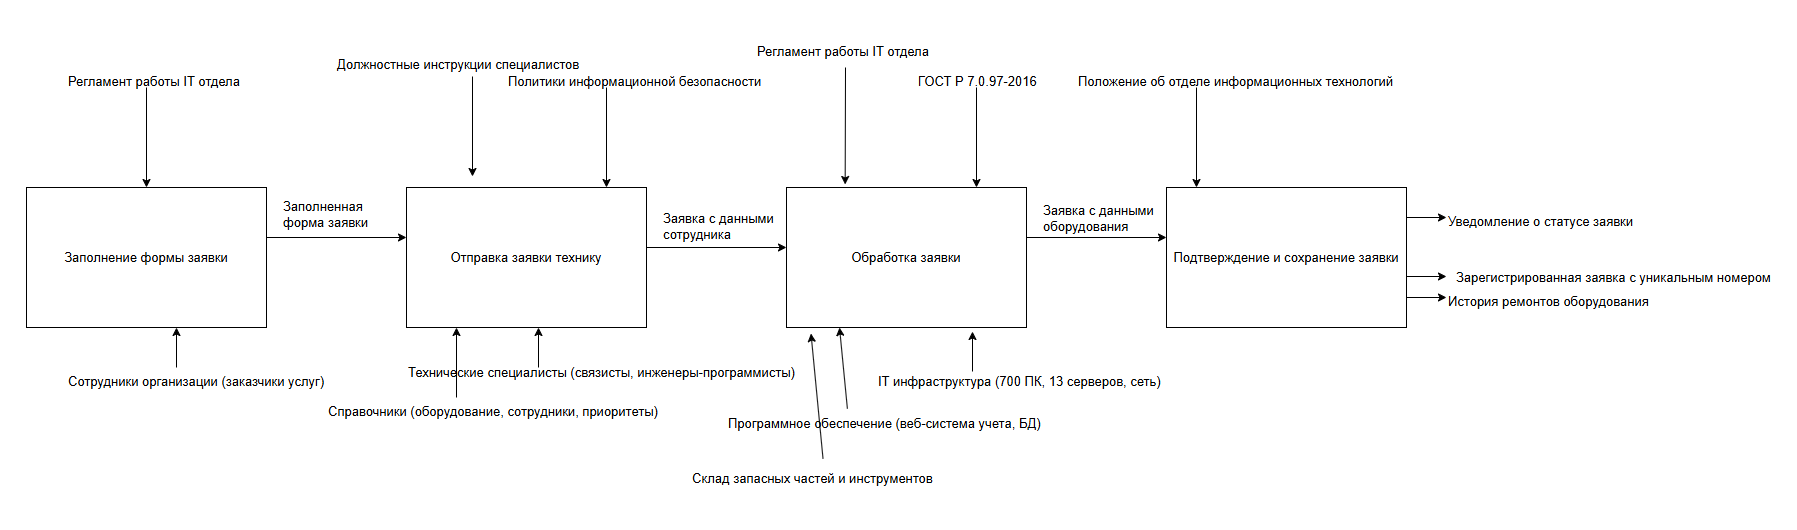 Регламент работы IT отдела
Должностные инструкции специалистов
Политики информационной безопасности
Регламент работы IT отдела
ГОСТ Р 7.0.97-2016
Положение об отделе информационных технологий
Заполнение формы заявки
Заполненная
форма заявки
Отправка заявки технику
Заявка с данными
сотрудника
Обработка заявки
Заявка с данными
оборудования
Подтверждение и сохранение заявки
Уведомление о статусе заявки
Зарегистрированная заявка с уникальным номером
История ремонтов оборудования
Сотрудники организации (заказчики услуг)
Технические специалисты (связисты, инженеры-программисты)
Справочники (оборудование, сотрудники, приоритеты)
IT инфраструктура (700 ПК, 13 серверов, сеть)
Программное обеспечение (веб-система учета, БД)
Склад запасных частей и инструментов